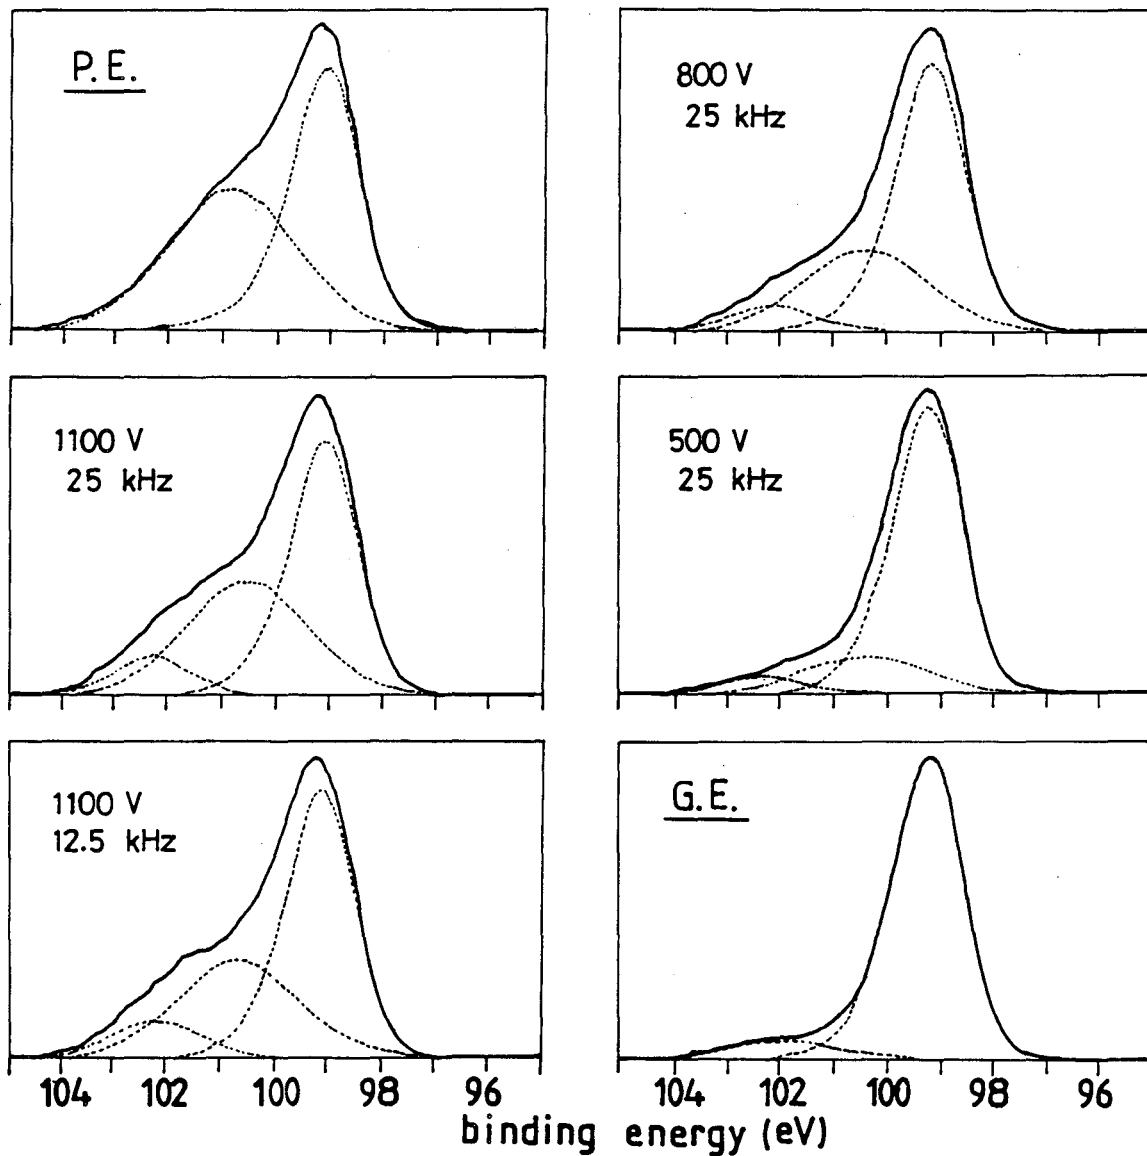 P.E.
800 V
25 kHz
1100 V
25 kHz
500 V
25 kHz
1100 V
12.5 kHz
G.E.
104 102 100 98 96 104 102 100 98 96
binding energy (eV)